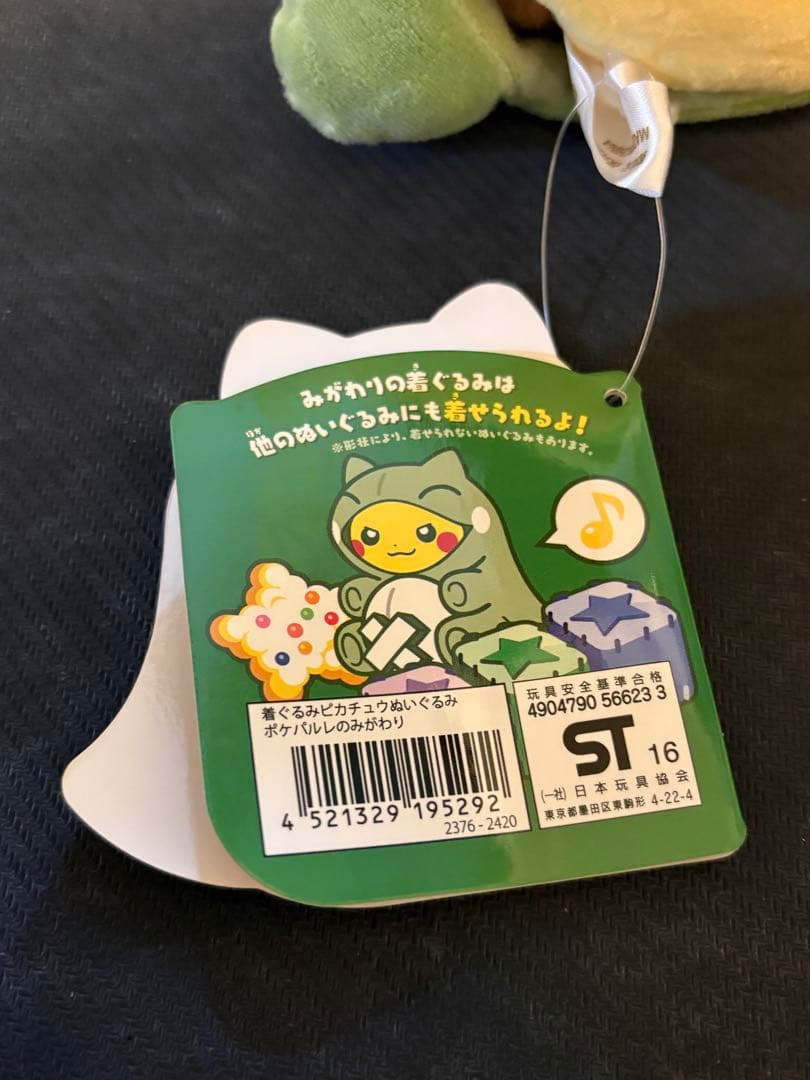 みがわりの着ぐるみは
他のぬいぐるみにも着せられるよ!
※形状により、着せられないぬいぐるみもあります。
着ぐるみピカチュウぬいぐるみ
ポケパルレのみがわり
4 521329 195292
2376-2420
玩具安全基準合格
4904790 56623 3
ST 16
(一社)日本玩具協会
東京都墨田区東駒形 4-22-4